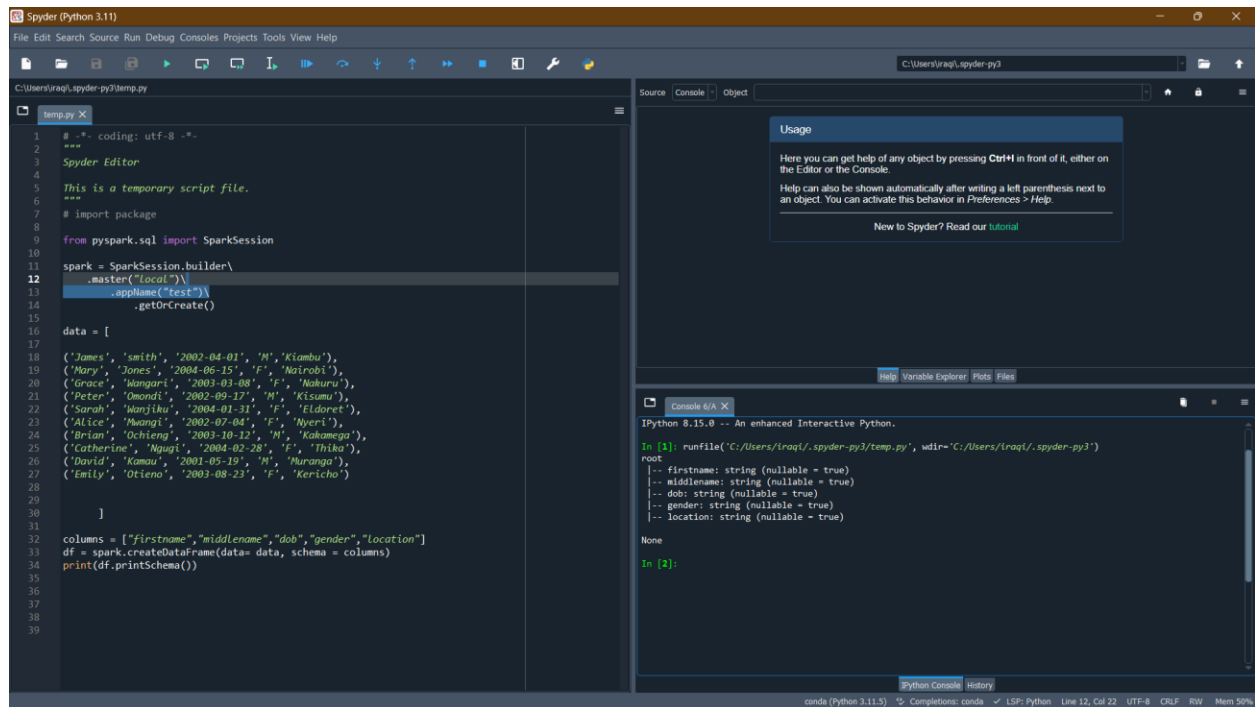 Spyder (Python 3.11)
File Edit Search Source Run Debug Consoles Projects Tools View Help
C:\Users\iraqi\.spyder-py3
C:\Users\iraqi\.spyder-py3\temp.py
temp.py
1 # -*- coding: utf-8 -*-
2 """
3 Spyder Editor
4
5 This is a temporary script file.
6 """
7 # import package
8
9 from pyspark.sql import SparkSession
10
11 spark = SparkSession.builder\
12 .master("local")\
13 .appName("test")\
14 .getOrCreate()
15
16 data = [
17
18 ('James', 'smith', '2002-04-01', 'M','Kiambu'),
19 ('Mary', 'Jones', '2004-06-15', 'F', 'Nairobi'),
20 ('Grace', 'Wangari', '2003-03-08', 'F', 'Nakuru'),
21 ('Peter', 'Omondi', '2002-09-17', 'M', 'Kisumu'),
22 ('Sarah', 'Wanjiku', '2004-01-31', 'F', 'Eldoret'),
23 ('Alice', 'Mwangi', '2002-07-04', 'F', 'Nyeri'),
24 ('Brian', 'Ochieng', '2003-10-12', 'M', 'Kakamega'),
25 ('Catherine', 'Ngugi', '2004-02-28', 'F', 'Thika'),
26 ('David', 'Kamau', '2001-05-19', 'M', 'Muranga'),
27 ('Emily', 'Otieno', '2003-08-23', 'F', 'Kericho')
28
29
30 ]
31
32 columns = ["firstname","middlename","dob","gender","location"]
33 df = spark.createDataFrame(data= data, schema = columns)
34 print(df.printSchema())
35
36
37
38
39
Source Console Object
Usage
Here you can get help of any object by pressing Ctrl+I in front of it, either on
the Editor or the Console.
Help can also be shown automatically after writing a left parenthesis next to
an object. You can activate this behavior in Preferences > Help.
New to Spyder? Read our tutorial
Help Variable Explorer Plots Files
Console 6/A
IPython 8.15.0 -- An enhanced Interactive Python.
In [1]: runfile('C:/Users/iraqi/.spyder-py3/temp.py', wdir='C:/Users/iraqi/.spyder-py3')
root
|-- firstname: string (nullable = true)
|-- middlename: string (nullable = true)
|-- dob: string (nullable = true)
|-- gender: string (nullable = true)
|-- location: string (nullable = true)
None
In [2]:
IPython Console History
conda (Python 3.11.5) Completions: conda ✓ LSP: Python Line 12, Col 22 UTF-8 CRLF RW Mem 50%